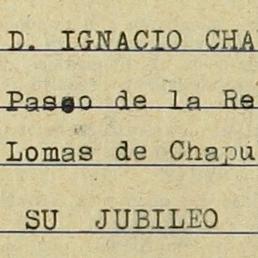 D. IGNACIO CHA
Paseo de la Re
Lomas de Chapu
SU JUBILEO